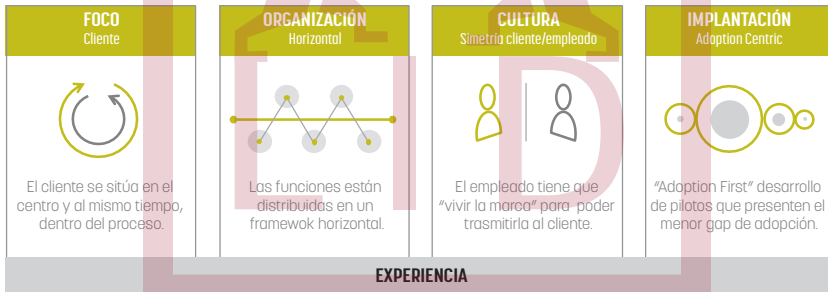 FOCO
Cliente
El cliente se sitúa en el
centro y al mismo tiempo,
dentro del proceso.
ORGANIZACIÓN
Horizontal
Las funciones están
distribuidas en un
framewok horizontal.
CULTURA
Simetría cliente/empleado
El empleado tiene que
“vivir la marca” para poder
trasmitirla al cliente.
IMPLANTACIÓN
Adoption Centric
“Adoption First” desarrollo
de pilotos que presenten el
menor gap de adopción.
EXPERIENCIA